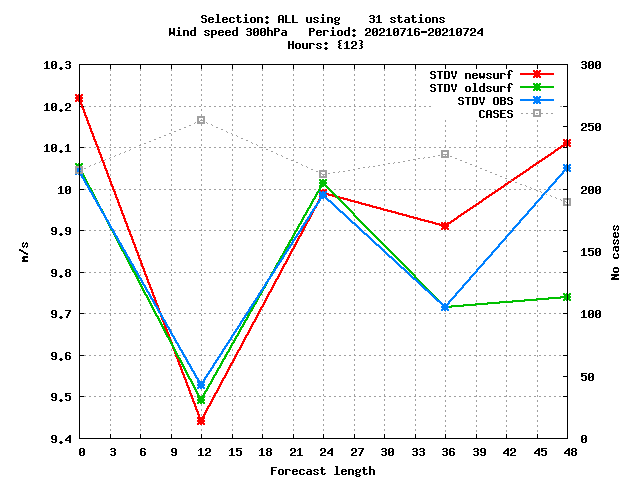 Selection: ALL using    31 stations
Wind speed 300hPa   Period: 20210716-20210724
Hours: {12}
STDV newsurf
STDV oldsurf
STDV OBS
CASES
10.3
10.2
10.1
10
9.9
9.8
9.7
9.6
9.5
9.4
m/s
300
250
200
150
100
50
0
No cases
0 3 6 9 12 15 18 21 24 27 30 33 36 39 42 45 48
Forecast length